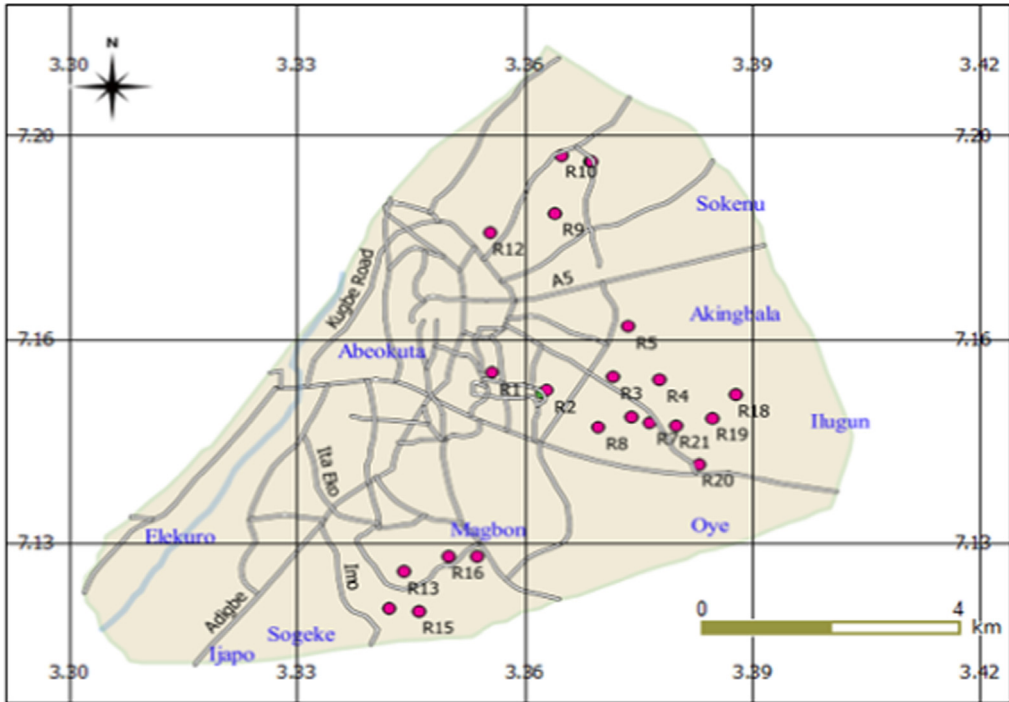 N
3.30 3.33 3.36 3.39 3.42
7.20 7.20
R10
Sokenu
R9
R12
Kugbe Road
A5
Akingbala
R5
7.16 7.16
Abeokuta
R1 R3 R4
R2 R18
Ilugun
R8 R7 R21 R19
Ita Eko
R20
Oye
Magbon
Elekuro
7.13 7.13
R16
Imo
R13
Adigbe
0 4
R15 km
Sogeke
Ijapo
3.30 3.33 3.36 3.39 3.42